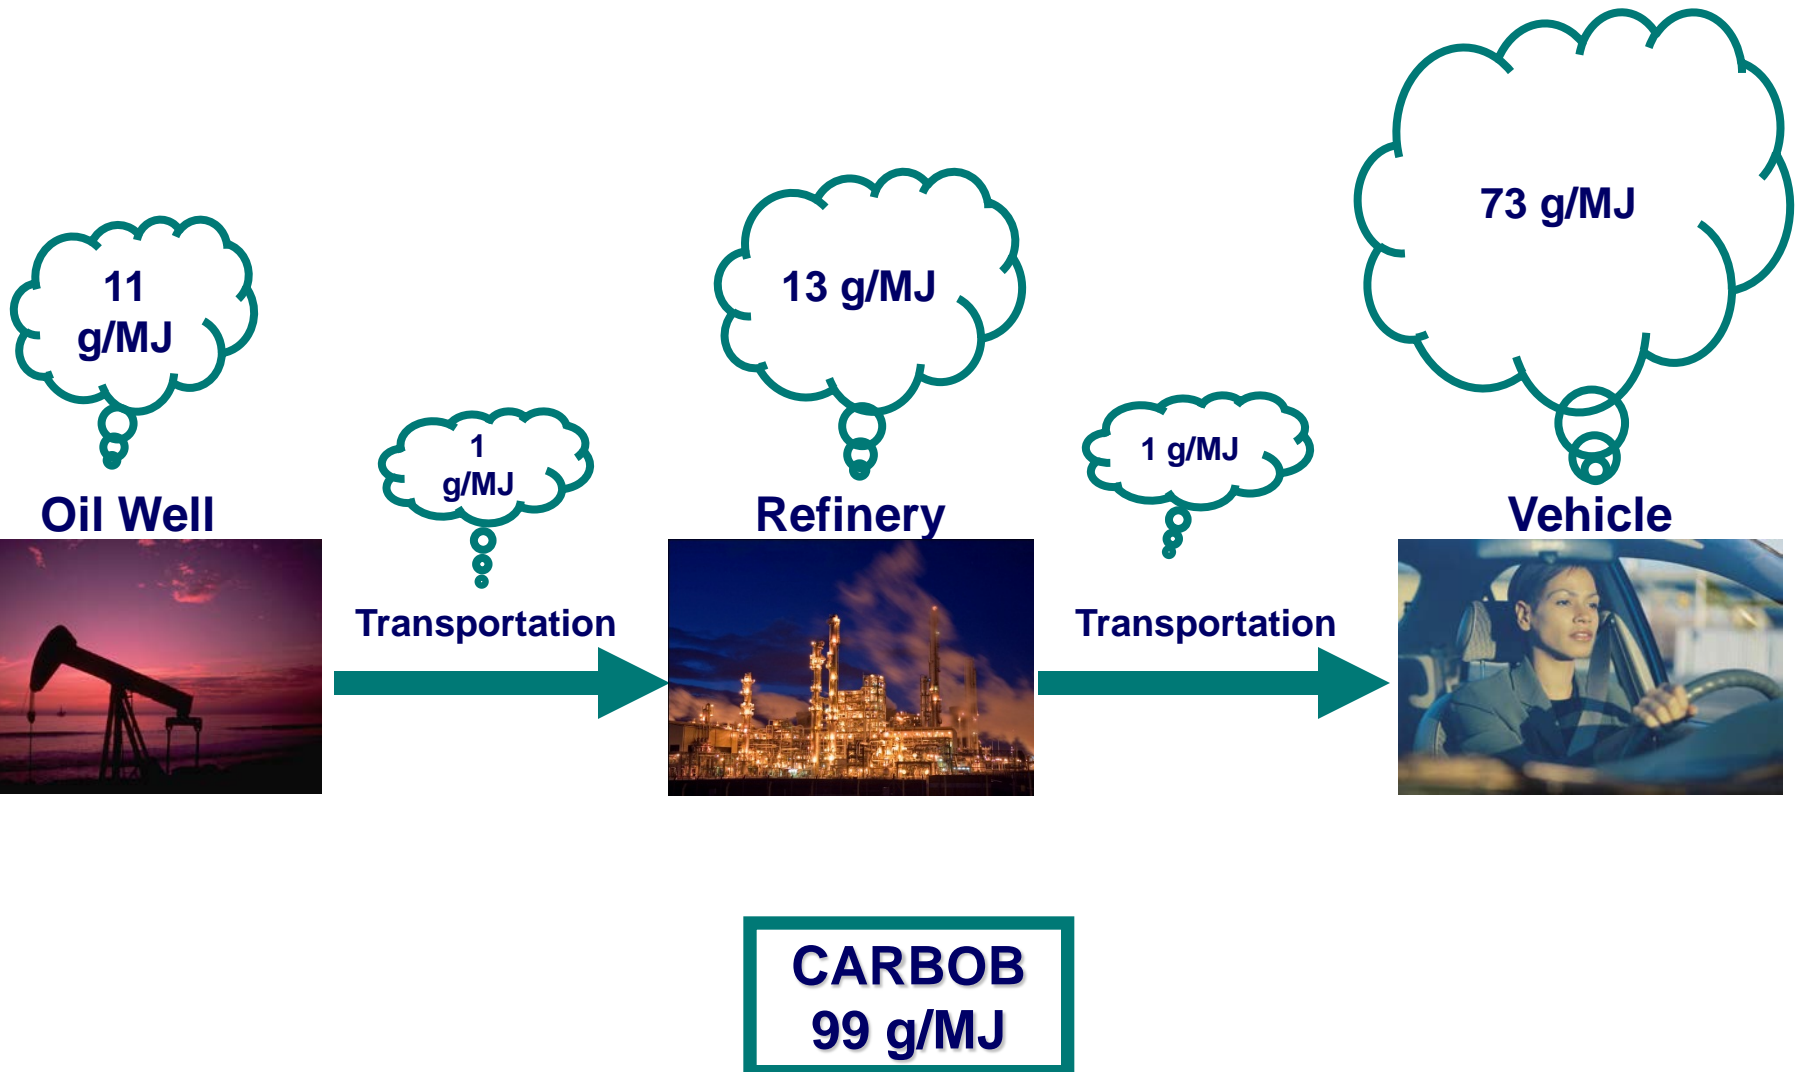 73 g/MJ
11
g/MJ
13 g/MJ
1
g/MJ
1 g/MJ
Oil Well
Refinery
Vehicle
Transportation
Transportation
CARBOB
99 g/MJ